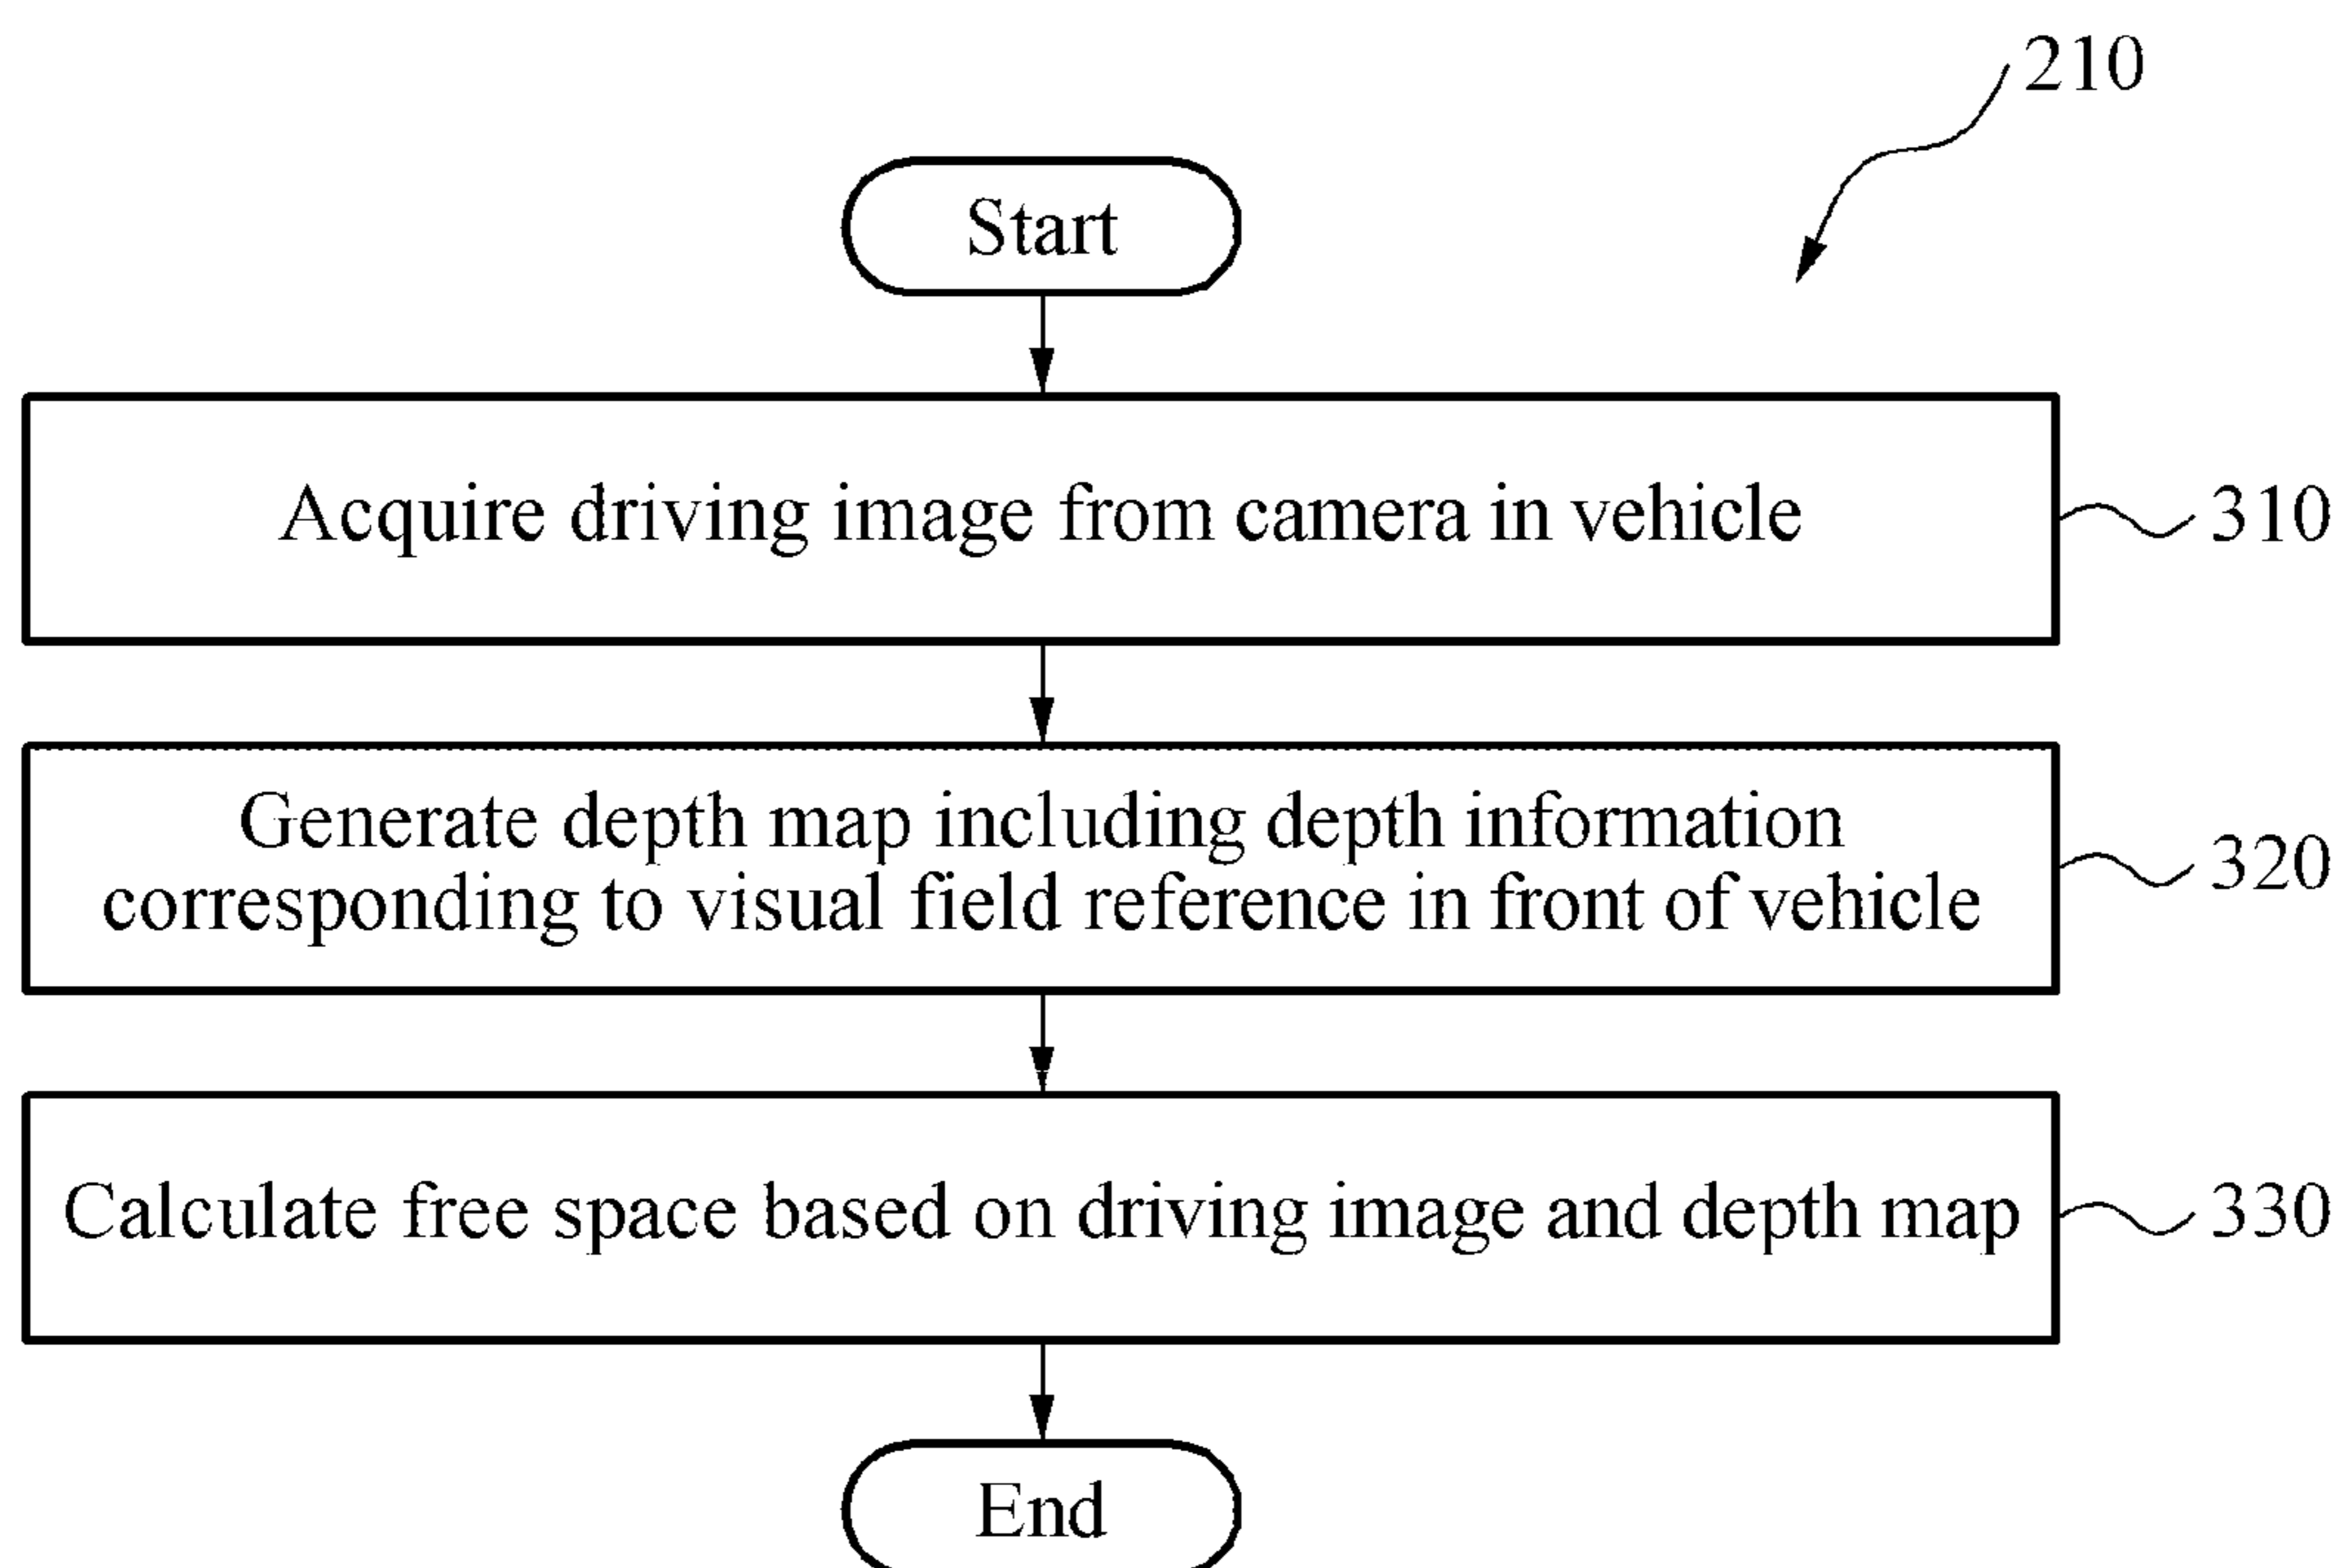 210
Start
Acquire driving image from camera in vehicle
310
Generate depth map including depth information
corresponding to visual field reference in front of vehicle
320
Calculate free space based on driving image and depth map
330
End